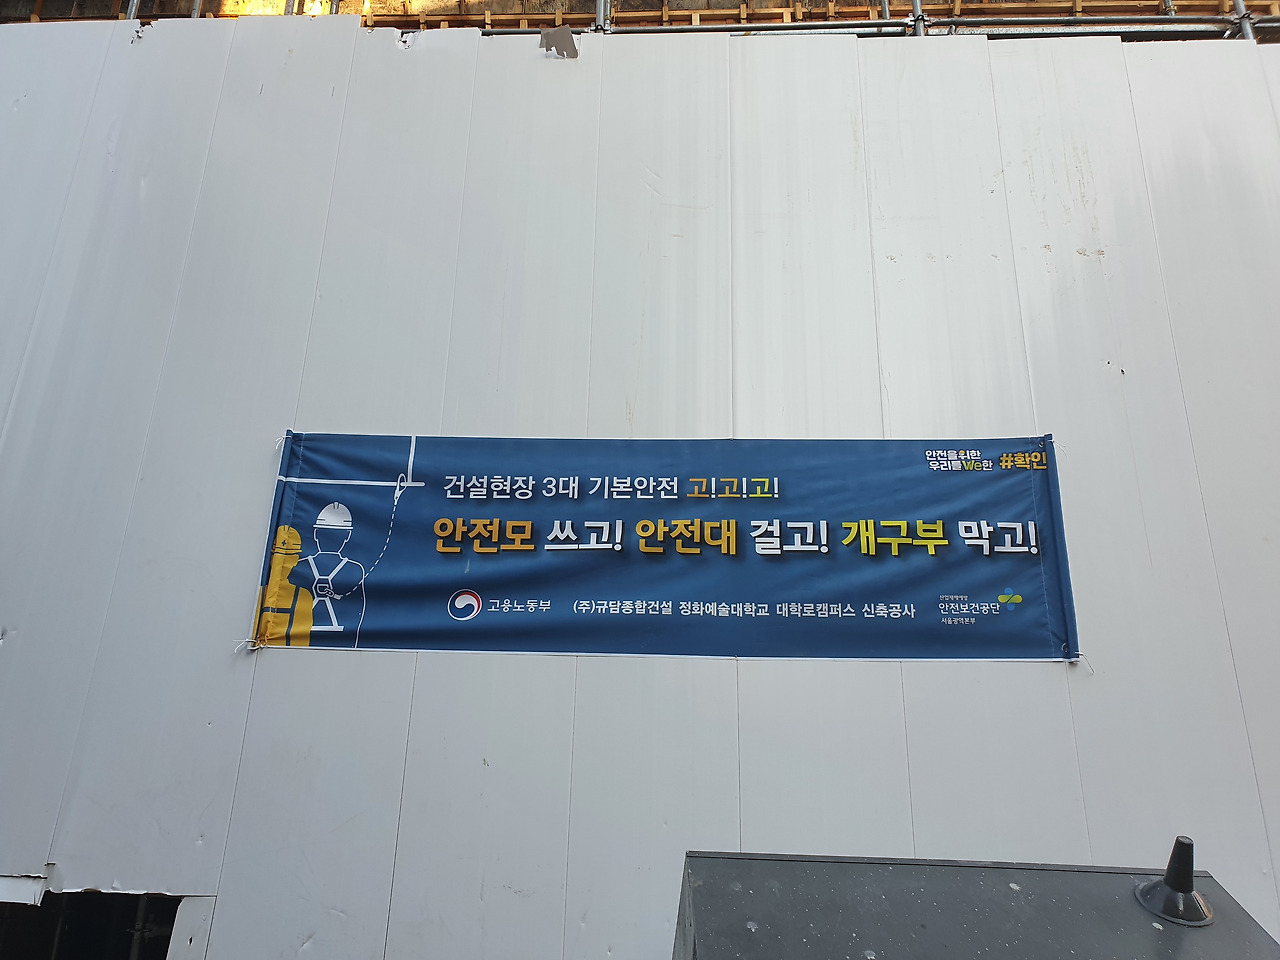 안전을위한
우리를We한 #확인
건설현장 3대 기본안전 고!고!고!
안전모 쓰고! 안전대 걸고! 개구부 막고!
고용노동부 (주)규담종합건설 정화예술대학교 대학로캠퍼스 신축공사
산업재해예방
안전보건공단
서울광역본부